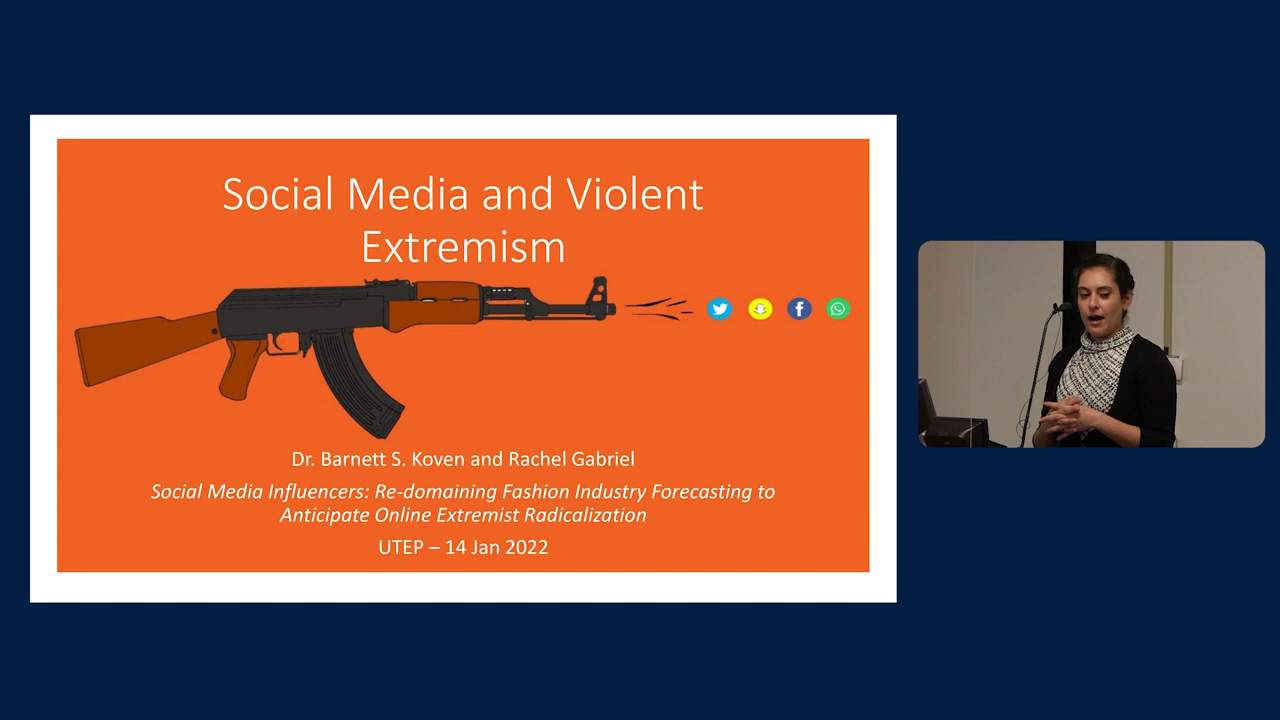 Social Media and Violent
Extremism
Dr. Barnett S. Koven and Rachel Gabriel
Social Media Influencers: Re-domaining Fashion Industry Forecasting to
Anticipate Online Extremist Radicalization
UTEP – 14 Jan 2022